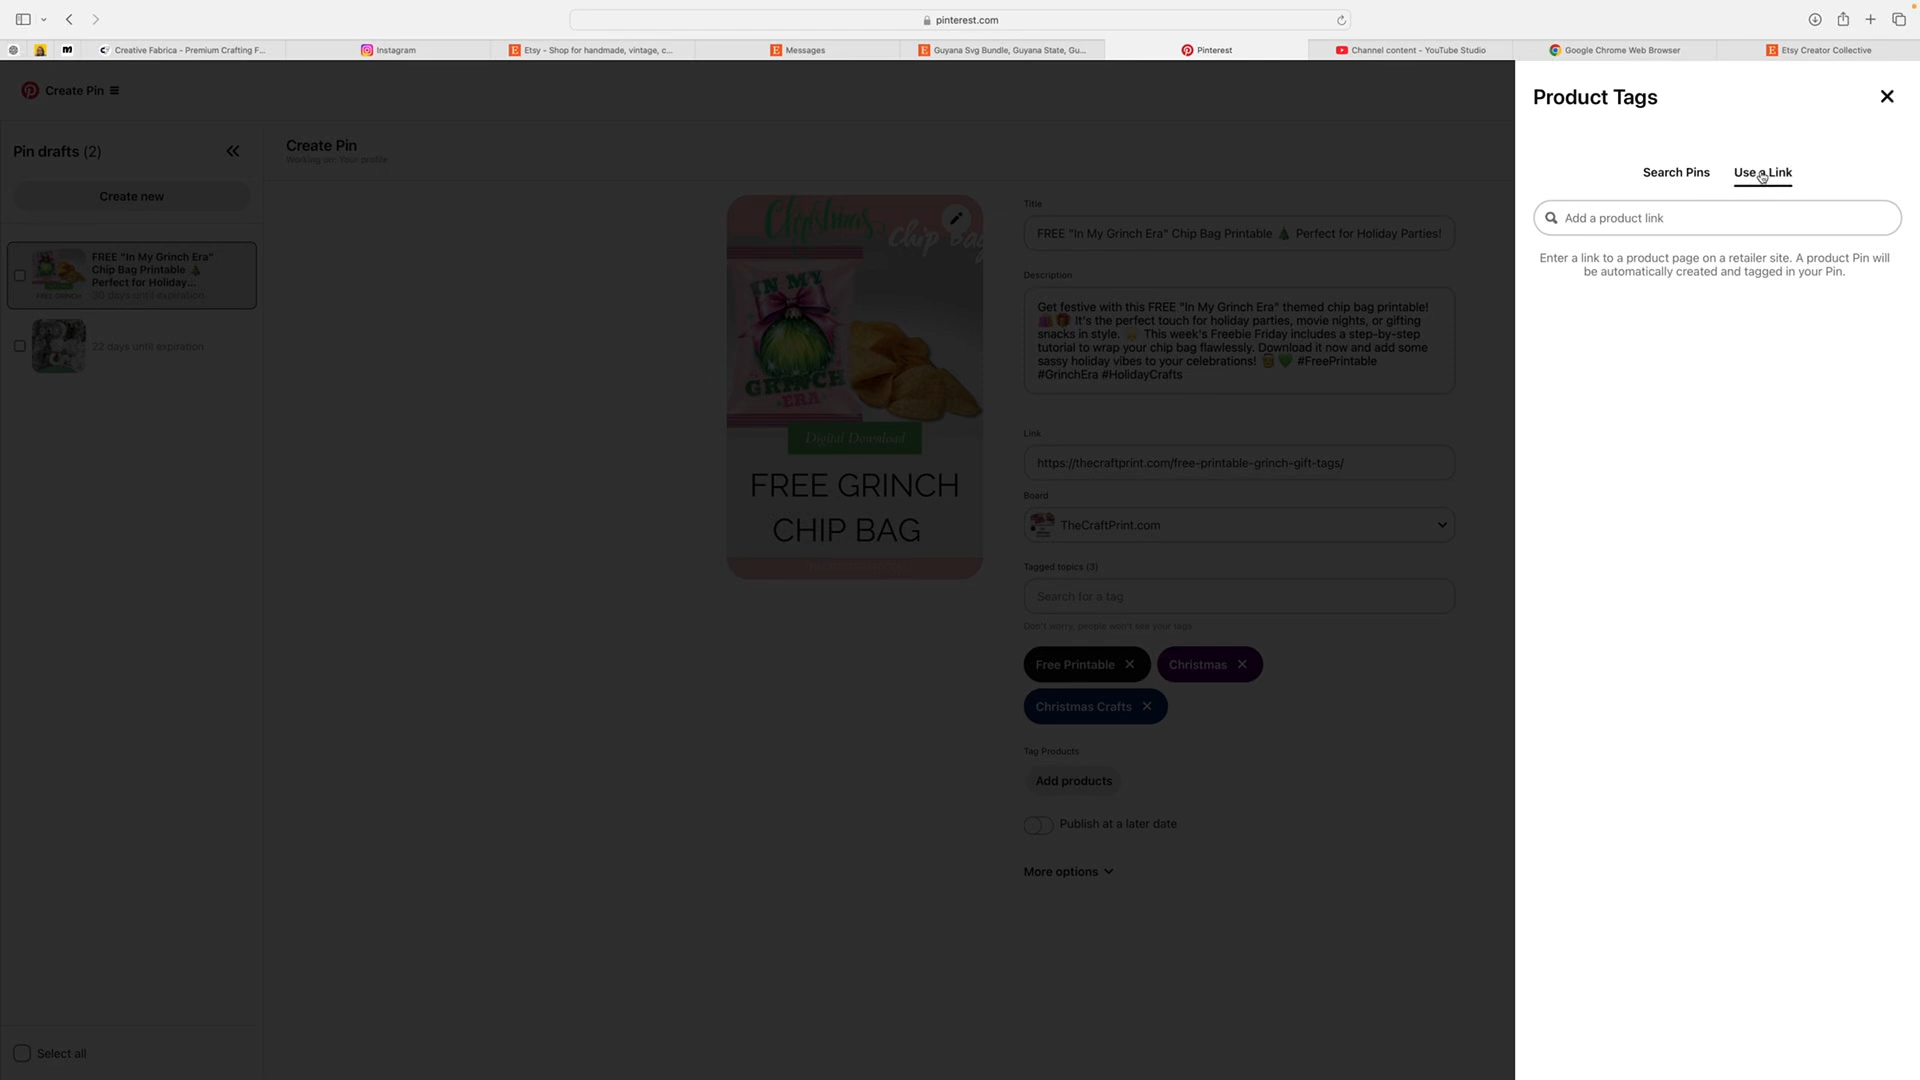 pinterest.com
Creative Fabrica - Premium Crafting F...
Instagram
Etsy - Shop for handmade, vintage, c...
Messages
Guyana Svg Bundle, Guyana State, Gu...
Pinterest
Channel content - YouTube Studio
Google Chrome Web Browser
Etsy Creator Collective
Create Pin
Pin drafts (2)
Create new
FREE "In My Grinch Era"
Chip Bag Printable 🎄
Perfect for Holiday...
30 days until expiration
22 days until expiration
Select all
Create Pin
Working on: Your profile
Christmas
chip bag
IN MY
GRINCH
ERA
Digital Download
FREE GRINCH
CHIP BAG
Title
FREE "In My Grinch Era" Chip Bag Printable 🎄 Perfect for Holiday Parties!
Description
Get festive with this FREE "In My Grinch Era" themed chip bag printable!
🎁 It's the perfect touch for holiday parties, movie nights, or gifting
snacks in style. This week's Freebie Friday includes a step-by-step
tutorial to wrap your chip bag flawlessly. Download it now and add some
sassy holiday vibes to your celebrations! 💚 #FreePrintable
#GrinchEra #HolidayCrafts
Link
https://thecraftprint.com/free-printable-grinch-gift-tags/
Board
TheCraftPrint.com
Tagged topics (3)
Search for a tag
Don't worry, people won't see your tags
Free Printable
Christmas
Christmas Crafts
Tag Products
Add products
Publish at a later date
More options
Product Tags
Search Pins
Use a Link
Add a product link
Enter a link to a product page on a retailer site. A product Pin will
be automatically created and tagged in your Pin.